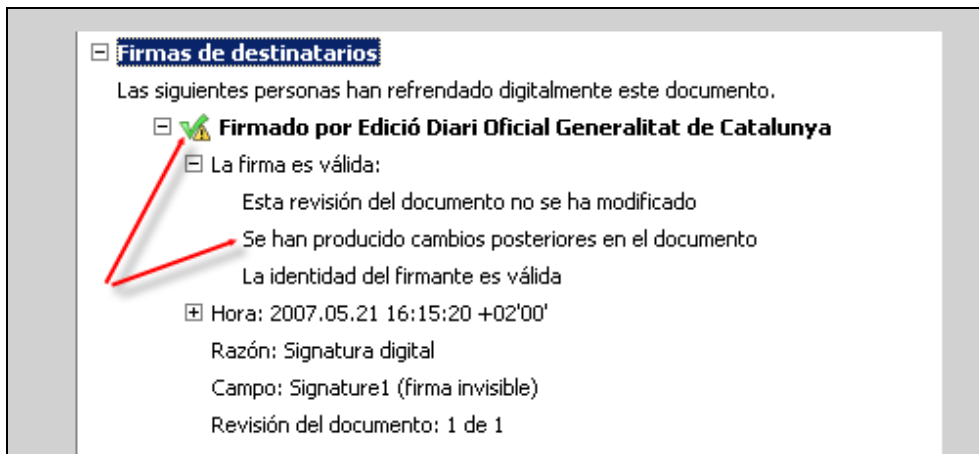 Firmas de destinatarios
Las siguientes personas han refrendado digitalmente este documento.
Firmado por Edició Diari Oficial Generalitat de Catalunya
La firma es válida:
Esta revisión del documento no se ha modificado
Se han producido cambios posteriores en el documento
La identidad del firmante es válida
Hora: 2007.05.21 16:15:20 +02'00'
Razón: Signatura digital
Campo: Signature1 (firma invisible)
Revisión del documento: 1 de 1